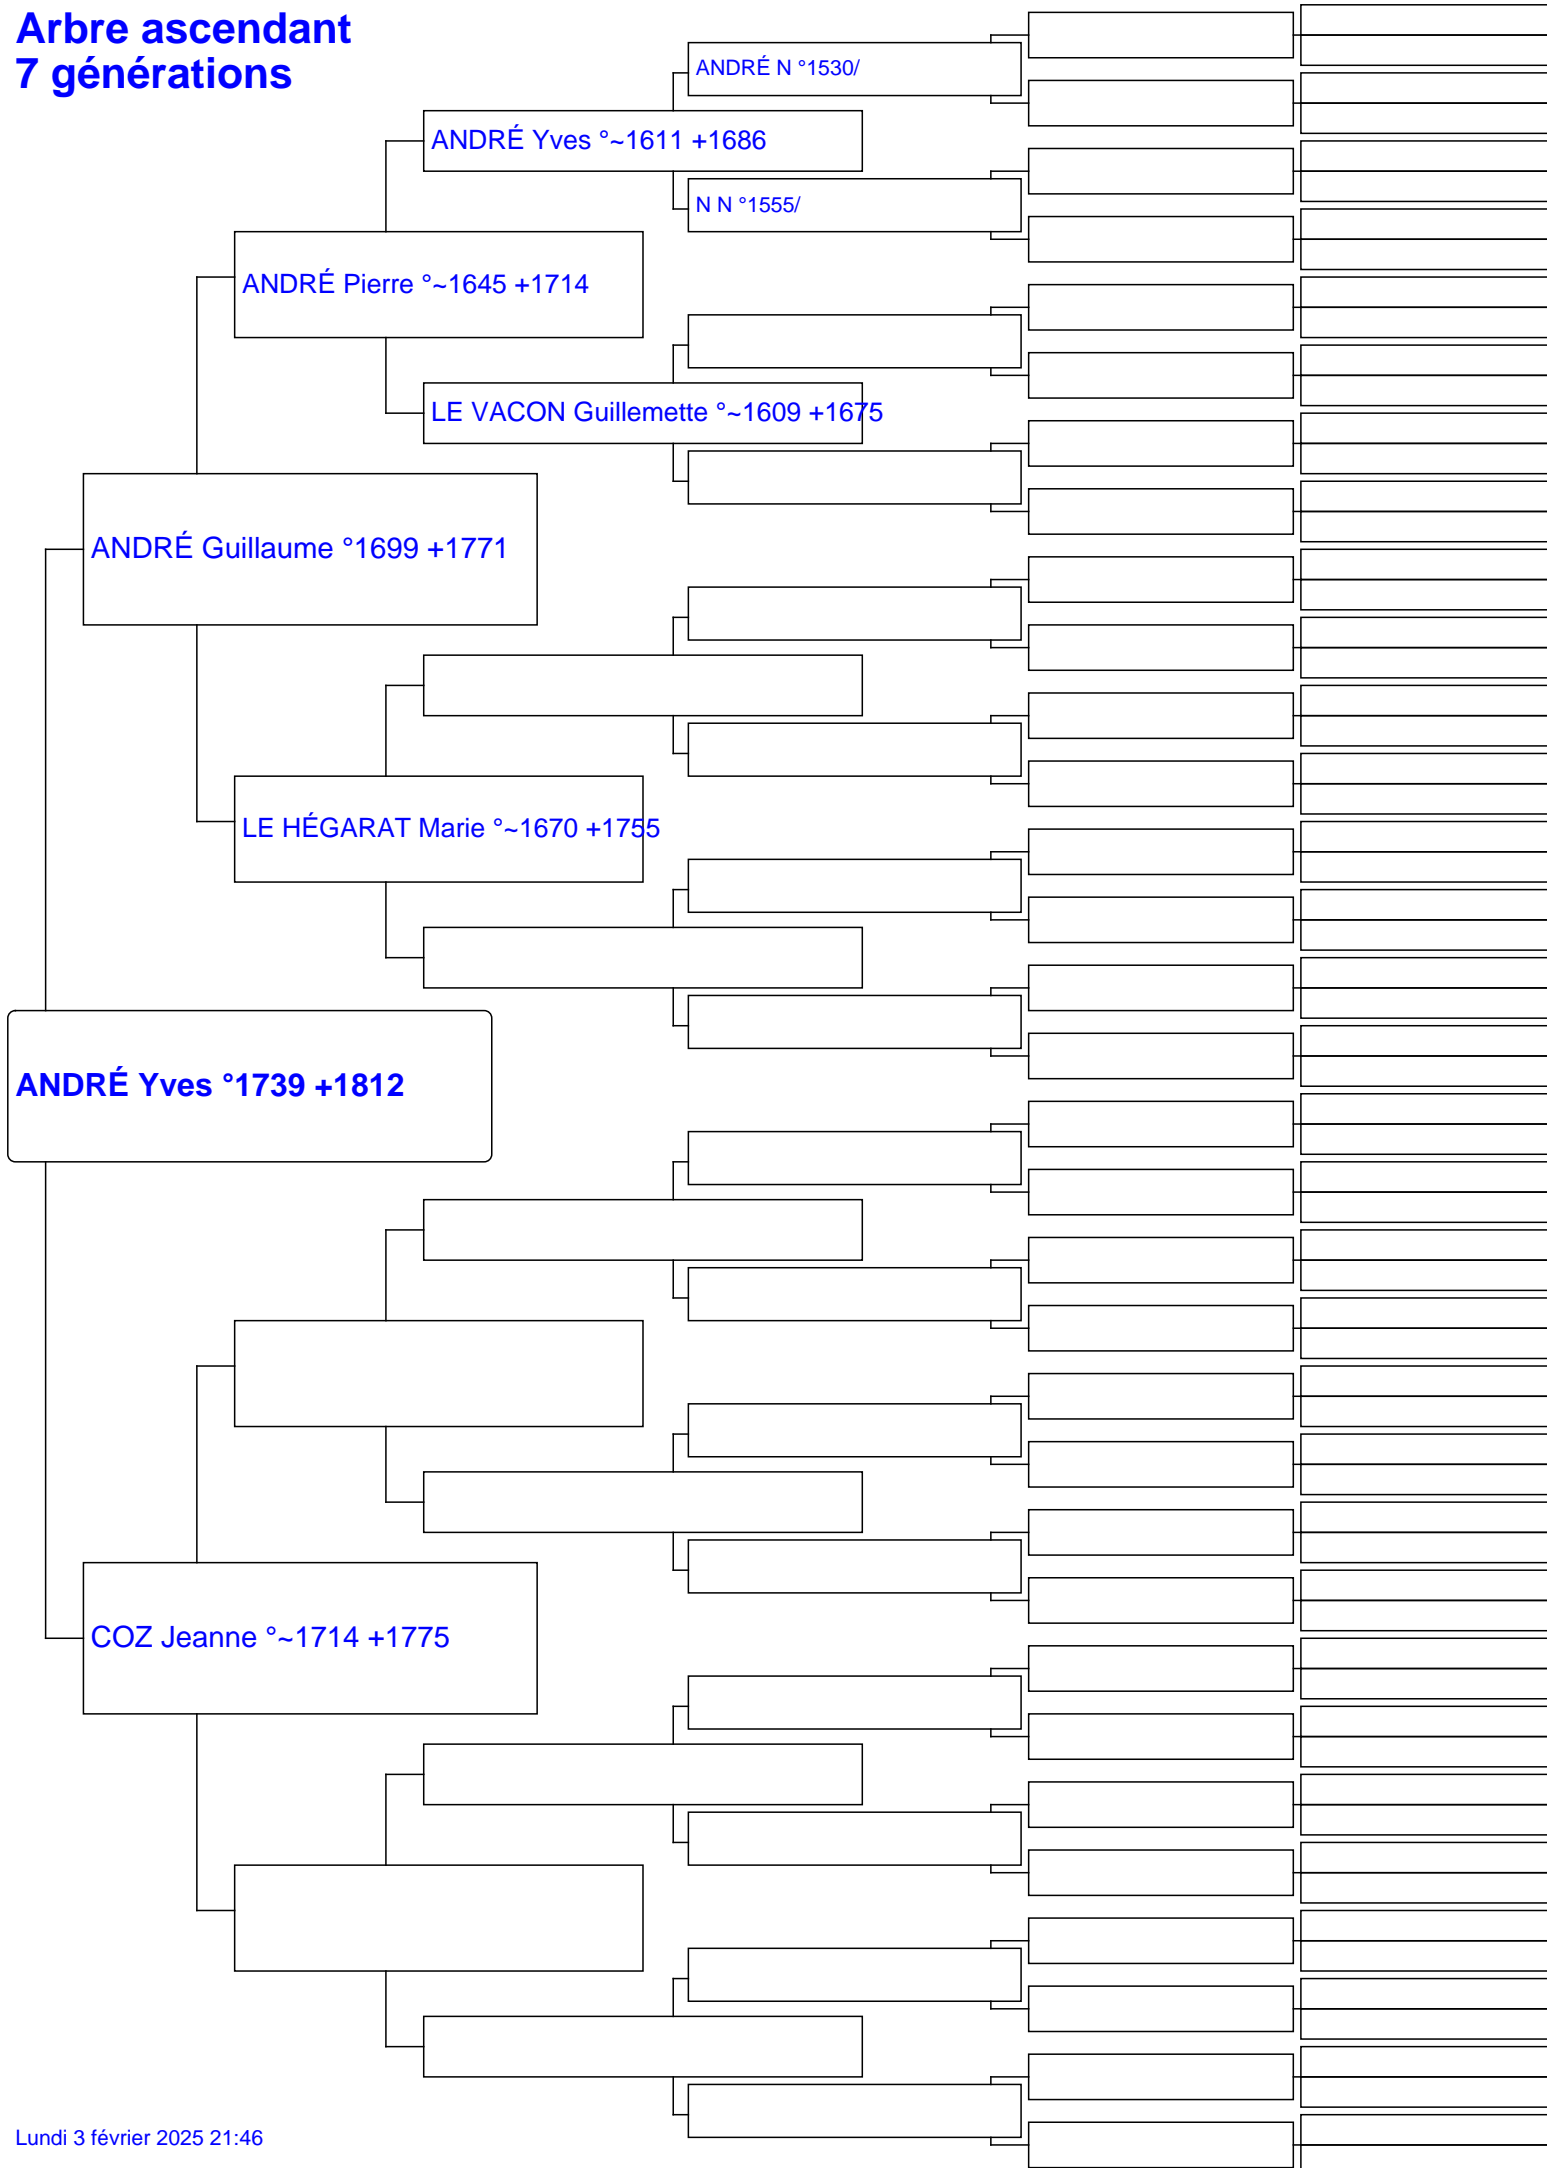 Arbre ascendant
7 générations
ANDRÉ N °1530/
ANDRÉ Yves °~1611 +1686
N N °1555/
ANDRÉ Pierre °~1645 +1714
LE VACON Guillemette °~1609 +1675
ANDRÉ Guillaume °1699 +1771
LE HÉGARAT Marie °~1670 +1755
ANDRÉ Yves °1739 +1812
COZ Jeanne °~1714 +1775
Lundi 3 février 2025 21:46